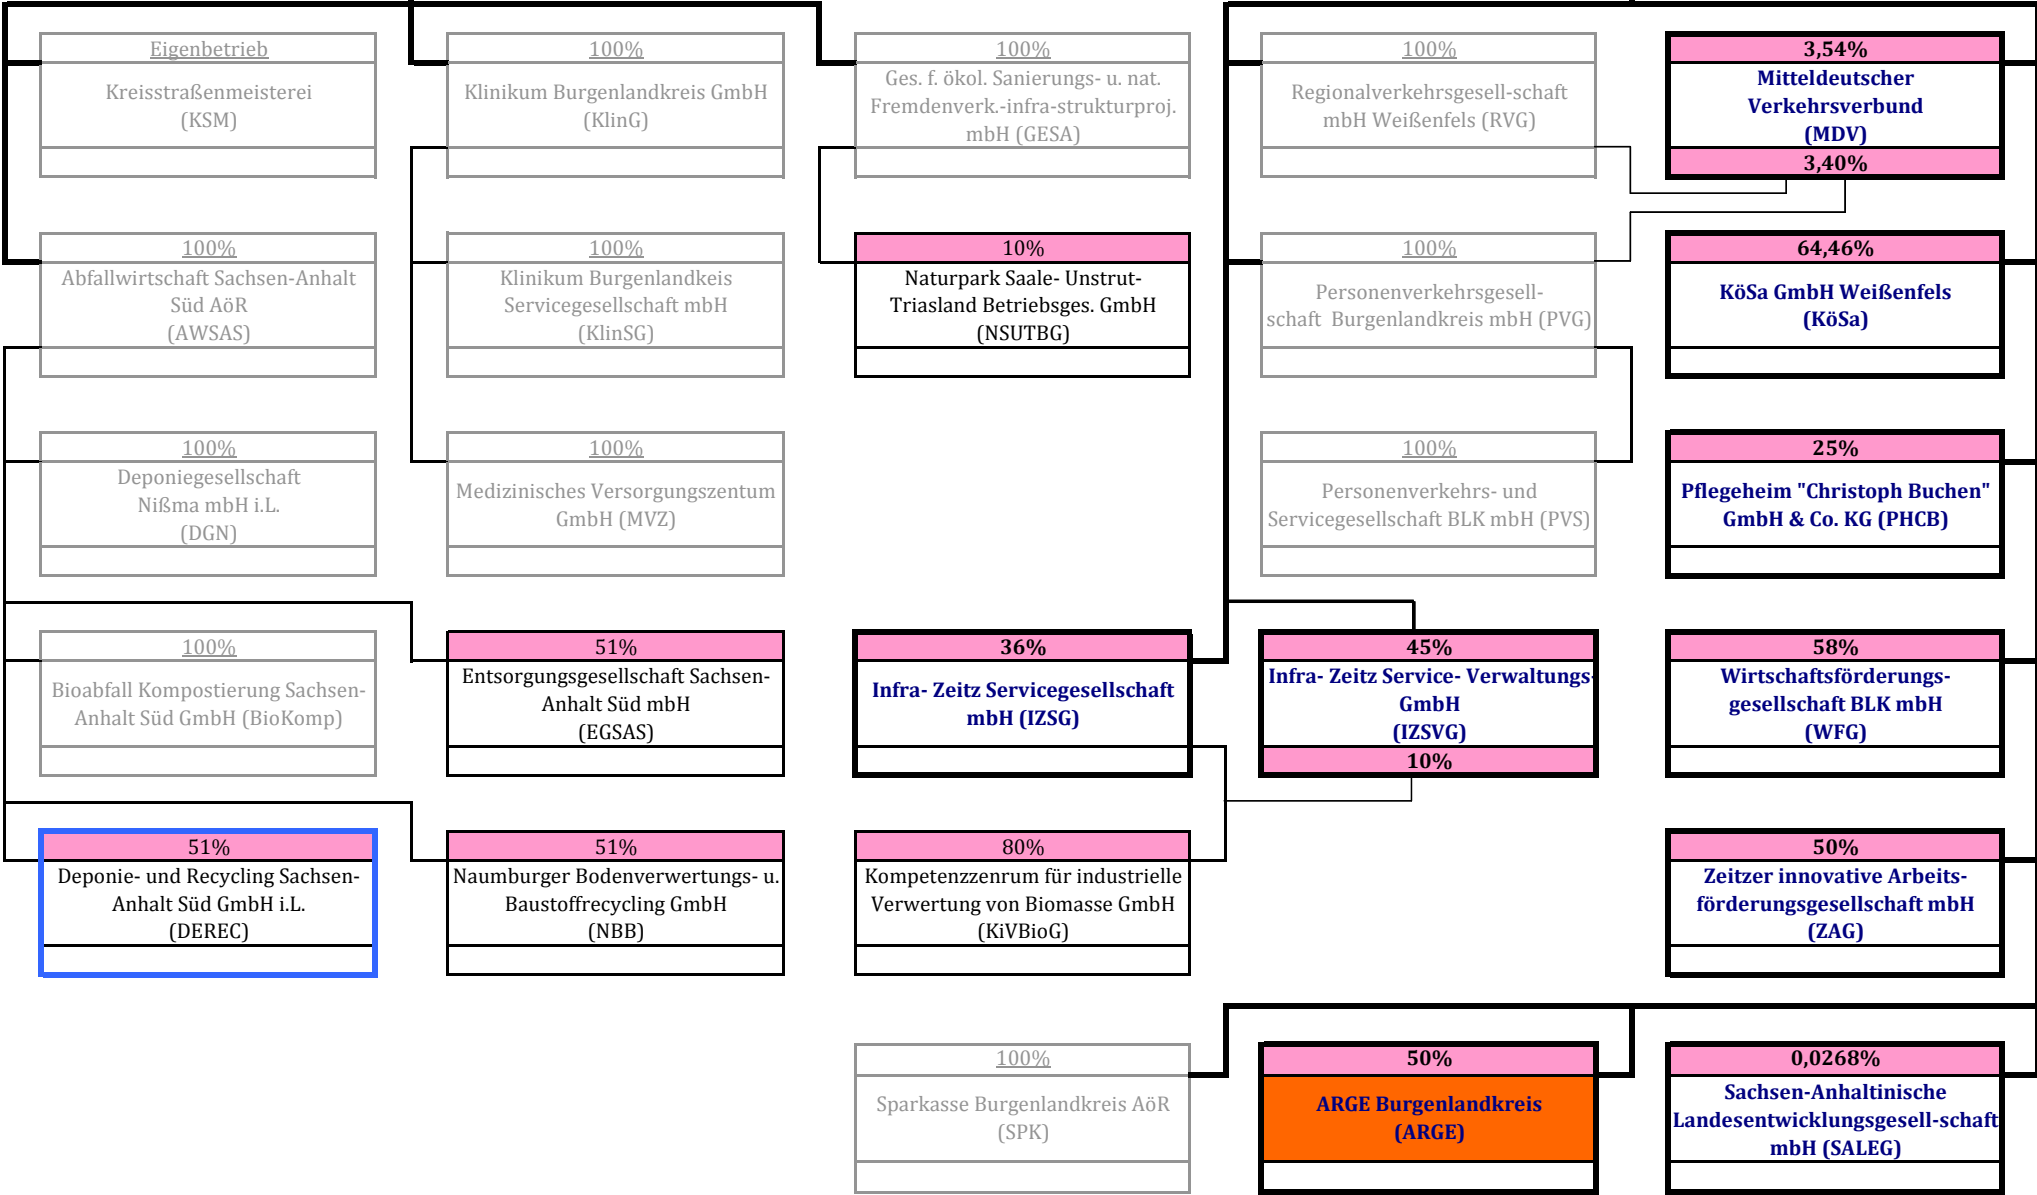 Eigenbetrieb
Kreisstraßenmeisterei
(KSM)
100%
Klinikum Burgenlandkreis GmbH
(KlinG)
100%
Ges. f. ökol. Sanierungs- u. nat.
Fremdenverk.-infra-strukturproj.
mbH (GESA)
100%
Regionalverkehrsgesell-schaft
mbH Weißenfels (RVG)
3,54%
Mitteldeutscher
Verkehrsverbund
(MDV)
3,40%
100%
Abfallwirtschaft Sachsen-Anhalt
Süd AöR
(AWSAS)
100%
Klinikum Burgenlandkeis
Servicegesellschaft mbH
(KlinSG)
10%
Naturpark Saale- Unstrut-
Triasland Betriebsges. GmbH
(NSUTBG)
100%
Personenverkehrsgesell-
schaft Burgenlandkreis mbH (PVG)
64,46%
KöSa GmbH Weißenfels
(KöSa)
100%
Deponiegesellschaft
Nißma mbH i.L.
(DGN)
100%
Medizinisches Versorgungszentum
GmbH (MVZ)
100%
Personenverkehrs- und
Servicegesellschaft BLK mbH (PVS)
25%
Pflegeheim "Christoph Buchen"
GmbH & Co. KG (PHCB)
100%
Bioabfall Kompostierung Sachsen-
Anhalt Süd GmbH (BioKomp)
51%
Entsorgungsgesellschaft Sachsen-
Anhalt Süd mbH
(EGSAS)
36%
Infra- Zeitz Servicegesellschaft
mbH (IZSG)
45%
Infra- Zeitz Service- Verwaltungs-
GmbH
(IZSVG)
10%
58%
Wirtschaftsförderungs-
gesellschaft BLK mbH
(WFG)
51%
Deponie- und Recycling Sachsen-
Anhalt Süd GmbH i.L.
(DEREC)
51%
Naumburger Bodenverwertungs- u.
Baustoffrecycling GmbH
(NBB)
80%
Kompetenzzenrum für industrielle
Verwertung von Biomasse GmbH
(KiVBioG)
50%
Zeitzer innovative Arbeits-
förderungsgesellschaft mbH
(ZAG)
100%
Sparkasse Burgenlandkreis AöR
(SPK)
50%
ARGE Burgenlandkreis
(ARGE)
0,0268%
Sachsen-Anhaltinische
Landesentwicklungsgesell-schaft
mbH (SALEG)